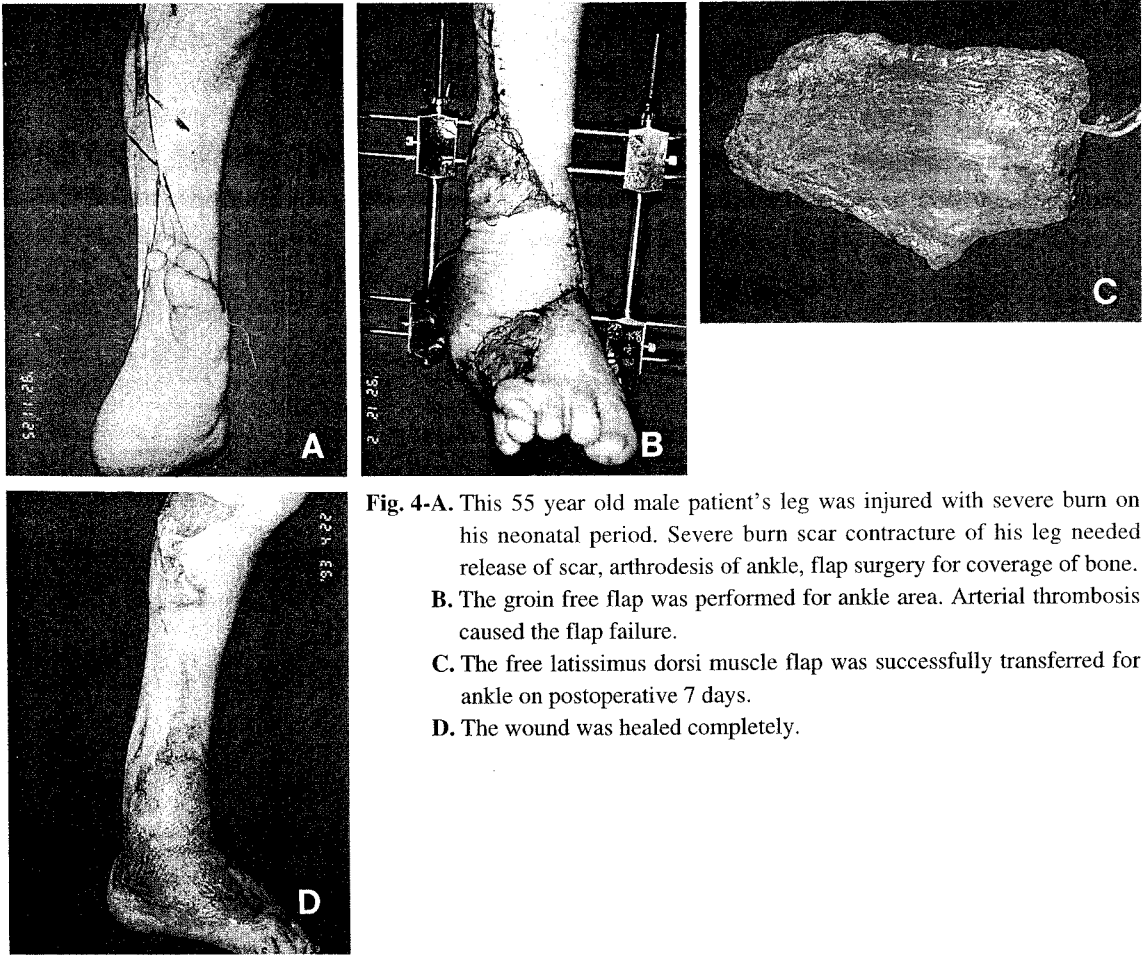 A
B
C
Fig. 4-A. This 55 year old male patient's leg was injured with severe burn on
his neonatal period. Severe burn scar contracture of his leg needed
release of scar, arthrodesis of ankle, flap surgery for coverage of bone.
B. The groin free flap was performed for ankle area. Arterial thrombosis
caused the flap failure.
C. The free latissimus dorsi muscle flap was successfully transferred for
ankle on postoperative 7 days.
D. The wound was healed completely.
D
'93 4.22